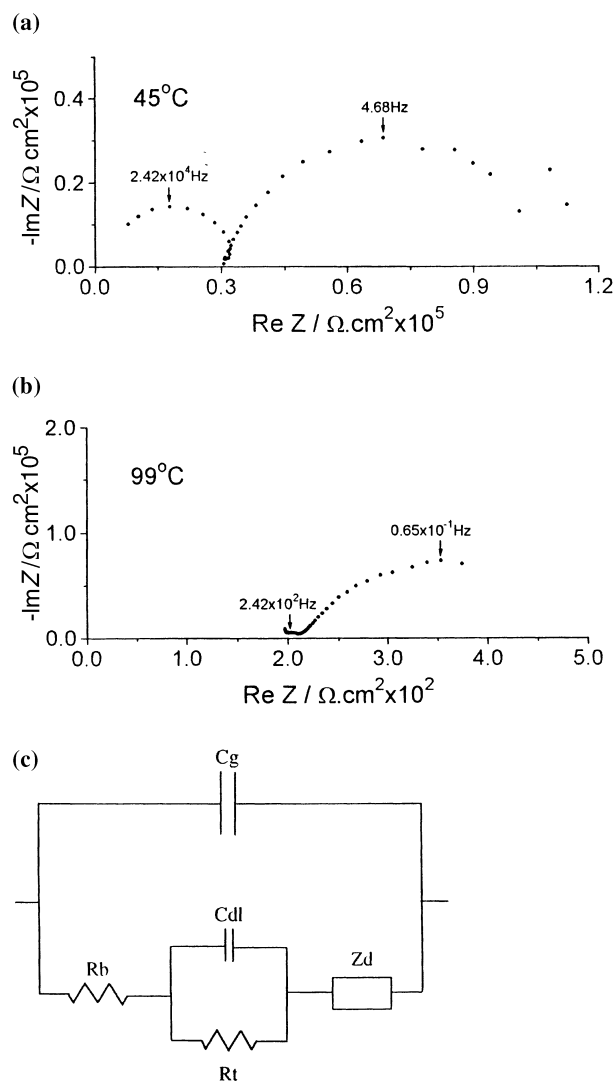 (a)
45°C
-ImZ/Ω cm²x10⁵
0.4
0.2
0.0
2.42x10⁴Hz
4.68Hz
0.0 0.3 0.6 0.9 1.2
Re Z / Ω.cm²x10⁵
(b)
99°C
-ImZ/Ω cm²x10⁵
2.0
1.0
0.0
2.42x10²Hz
0.65x10⁻¹Hz
0.0 1.0 2.0 3.0 4.0 5.0
Re Z / Ω.cm²x10²
(c)
Cg
Cdl
Rb
Zd
Rt